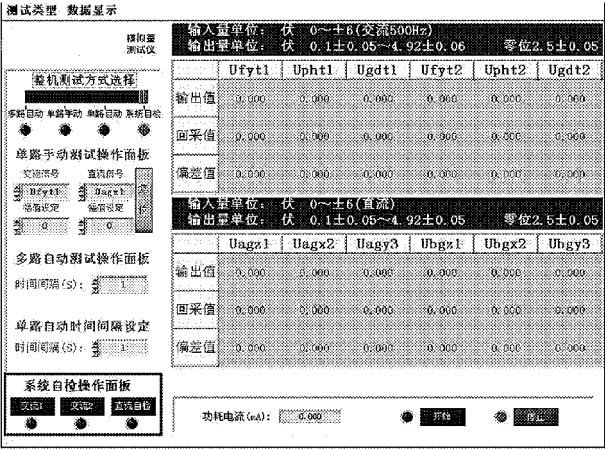 测试类型 数据显示
模拟量
测试仪
整机测试方式选择
多路自动 单路手动 单路自动 系统自检
单路手动测试操作面板
交流信号 直流信号
Ufyt1 Uagz1
幅值设定 幅值设定
0 0
多路自动测试操作面板
时间间隔(S): 1
单路自动时间间隔设定
时间间隔(S): 1
系统自检操作面板
交流1 交流2 直流自检
输入量单位: 伏 0~±6(交流500Hz)
输出量单位: 伏 0.1±0.05~4.92±0.06 零位2.5±0.05
Ufyt1 Upht1 Ugdt1 Ufyt2 Upht2 Ugdt2
输出值 0.000 0.000 0.000 0.000 0.000 0.000
回采值 0.000 0.000 0.000 0.000 0.000 0.000
偏差值 0.000 0.000 0.000 0.000 0.000 0.000
输入量单位: 伏 0~±6(直流)
输出量单位: 伏 0.1±0.05~4.92±0.05 零位2.5±0.05
Uagz1 Uagx2 Uagy3 Ubgz1 Ubgx2 Ubgy3
输出值 0.000 0.000 0.000 0.000 0.000 0.000
回采值 0.000 0.000 0.000 0.000 0.000 0.000
偏差值 0.000 0.000 0.000 0.000 0.000 0.000
功耗电流(mA): 0.000 开始 停止